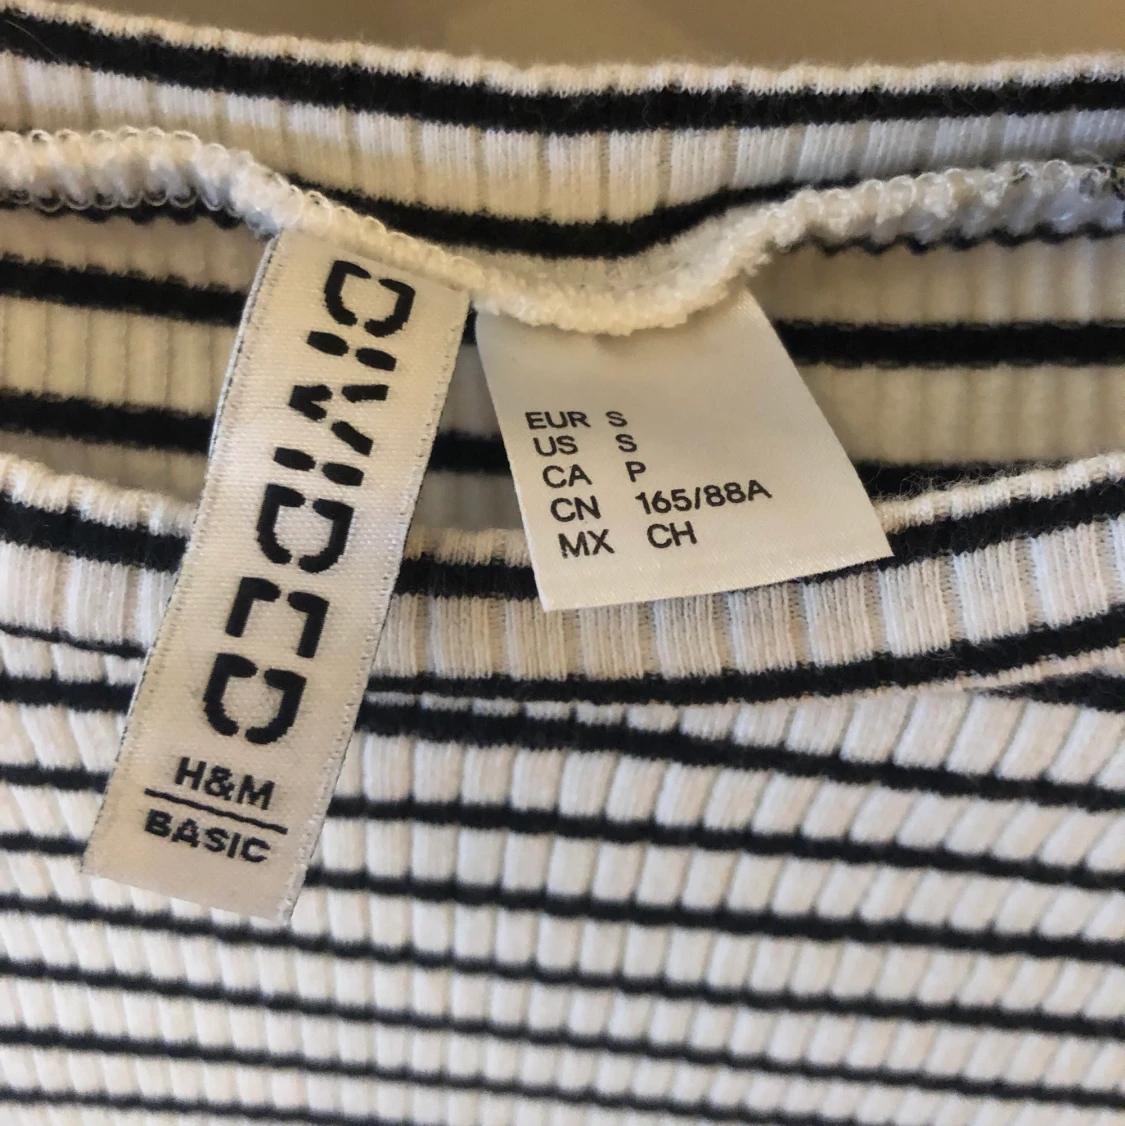 DIVIDED
H&M
BASIC
EUR S
US S
CA P
CN 165/88A
MX CH